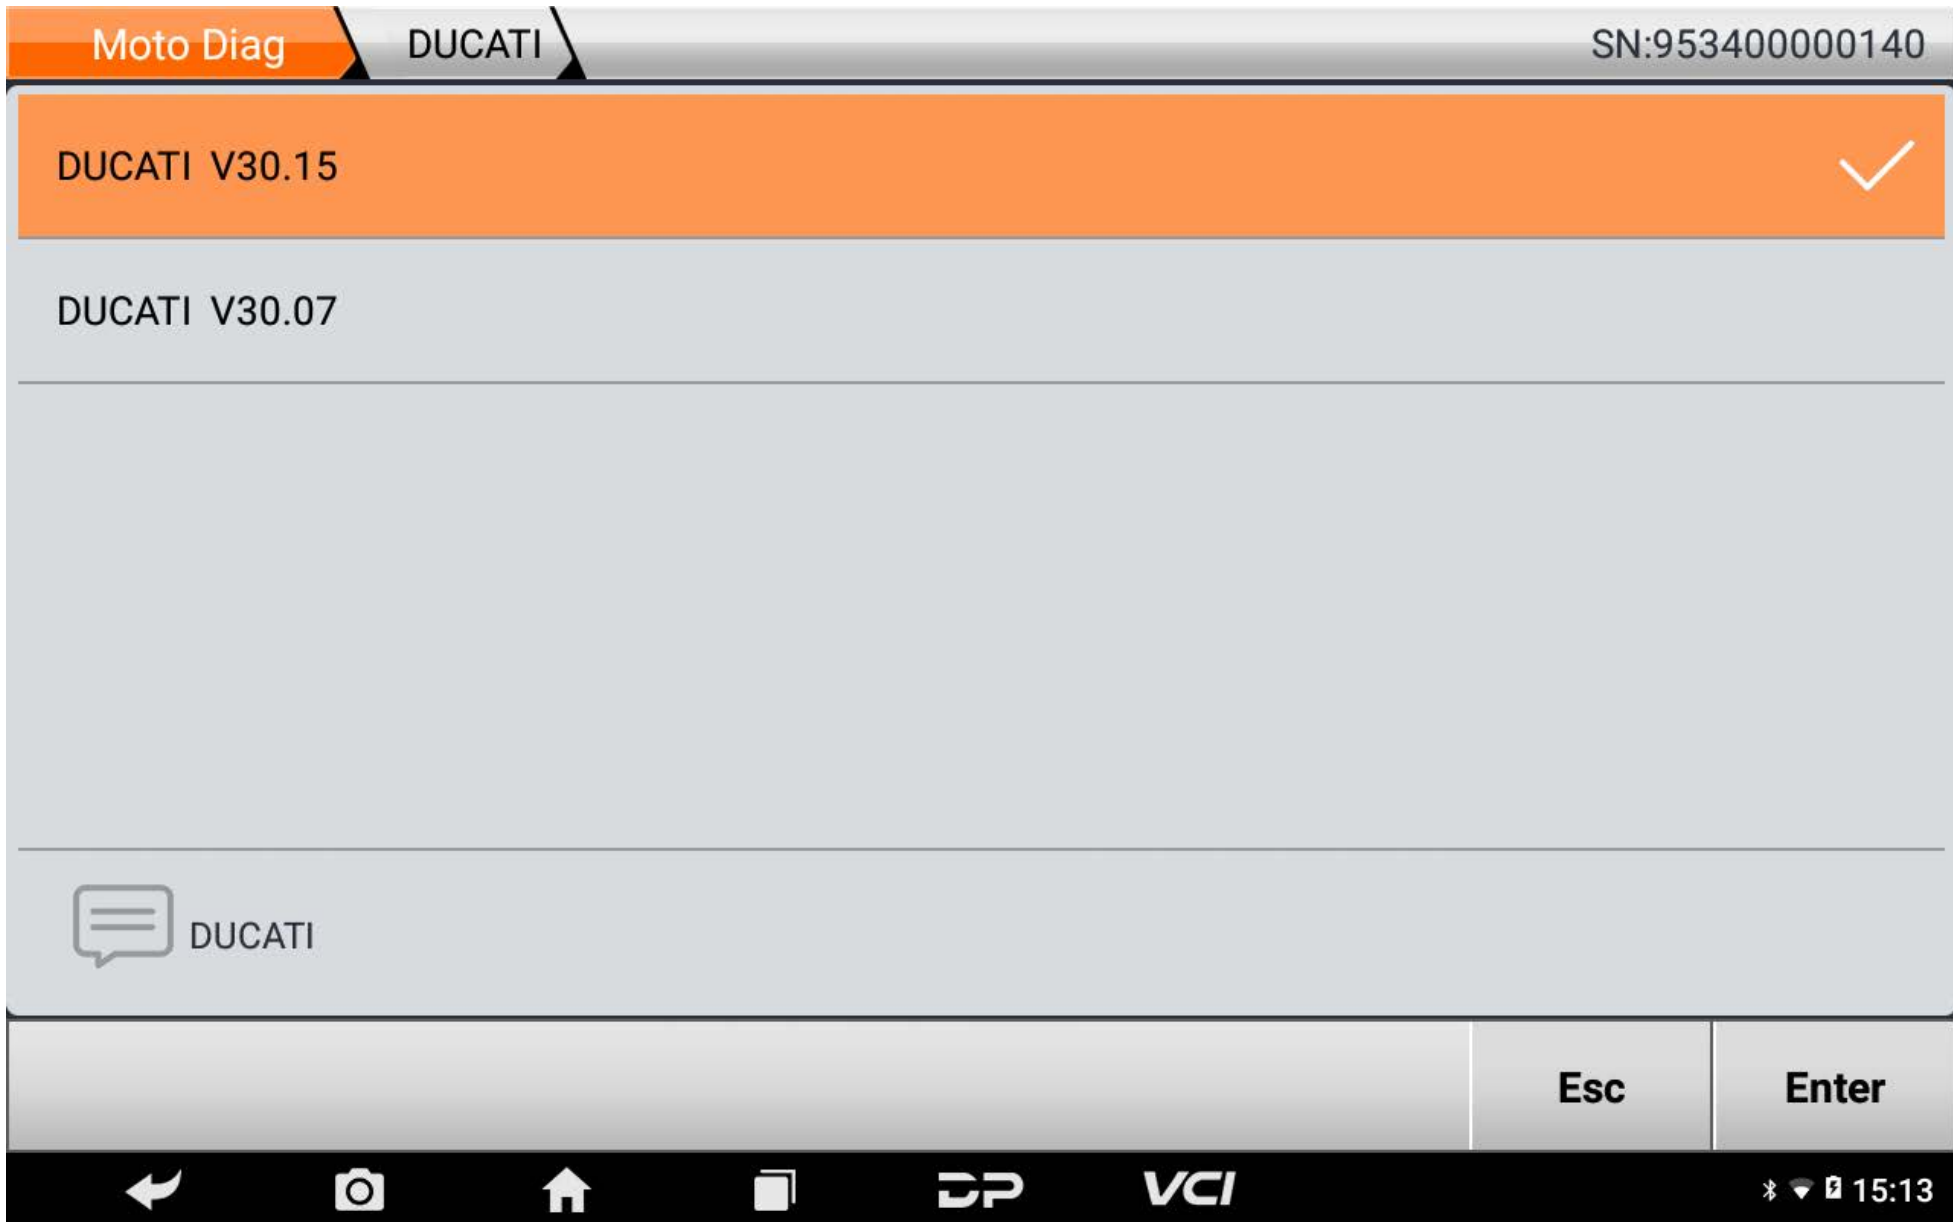 Moto Diag DUCATI SN:953400000140
DUCATI V30.15
DUCATI V30.07
DUCATI
Esc Enter
DP VCI 15:13